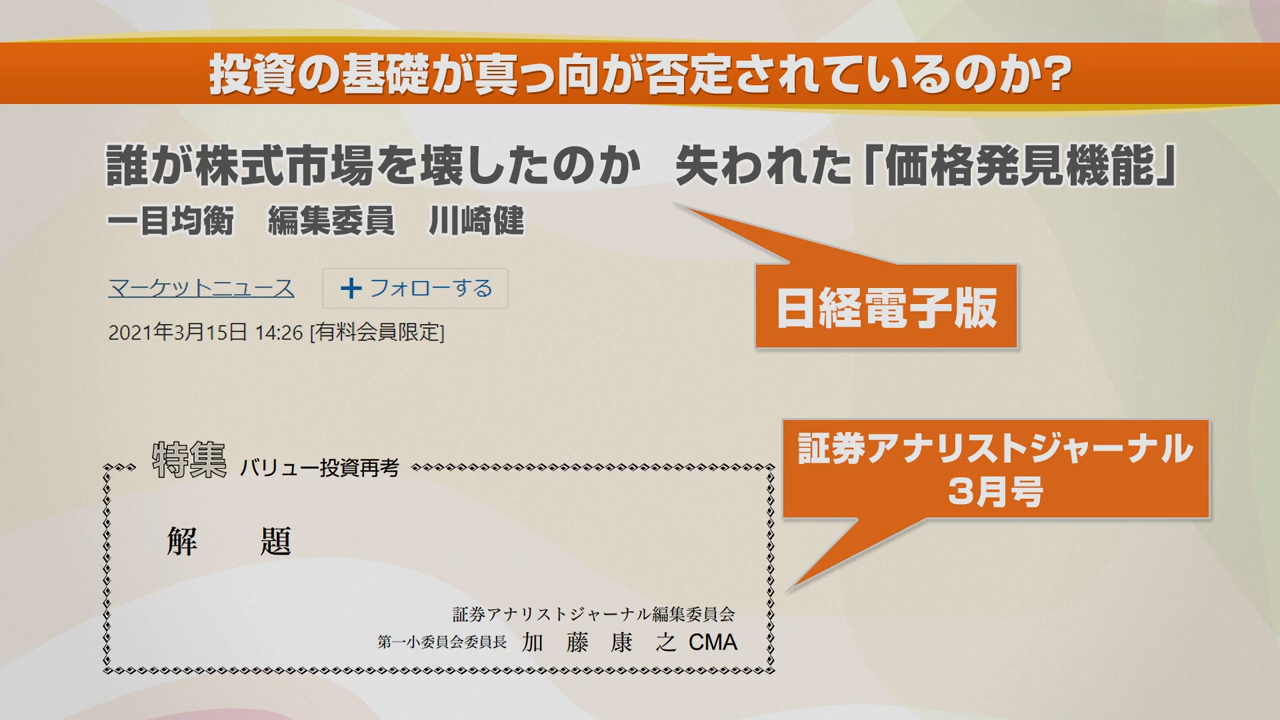 投資の基礎が真っ向が否定されているのか?
誰が株式市場を壊したのか 失われた「価格発見機能」
一目均衡 編集委員 川崎健
マーケットニュース +フォローする
2021年3月15日 14:26 [有料会員限定]
日経電子版
証券アナリストジャーナル
3月号
特集 バリュー投資再考
解 題
証券アナリストジャーナル編集委員会
第一小委員会委員長 加 藤 康 之 CMA